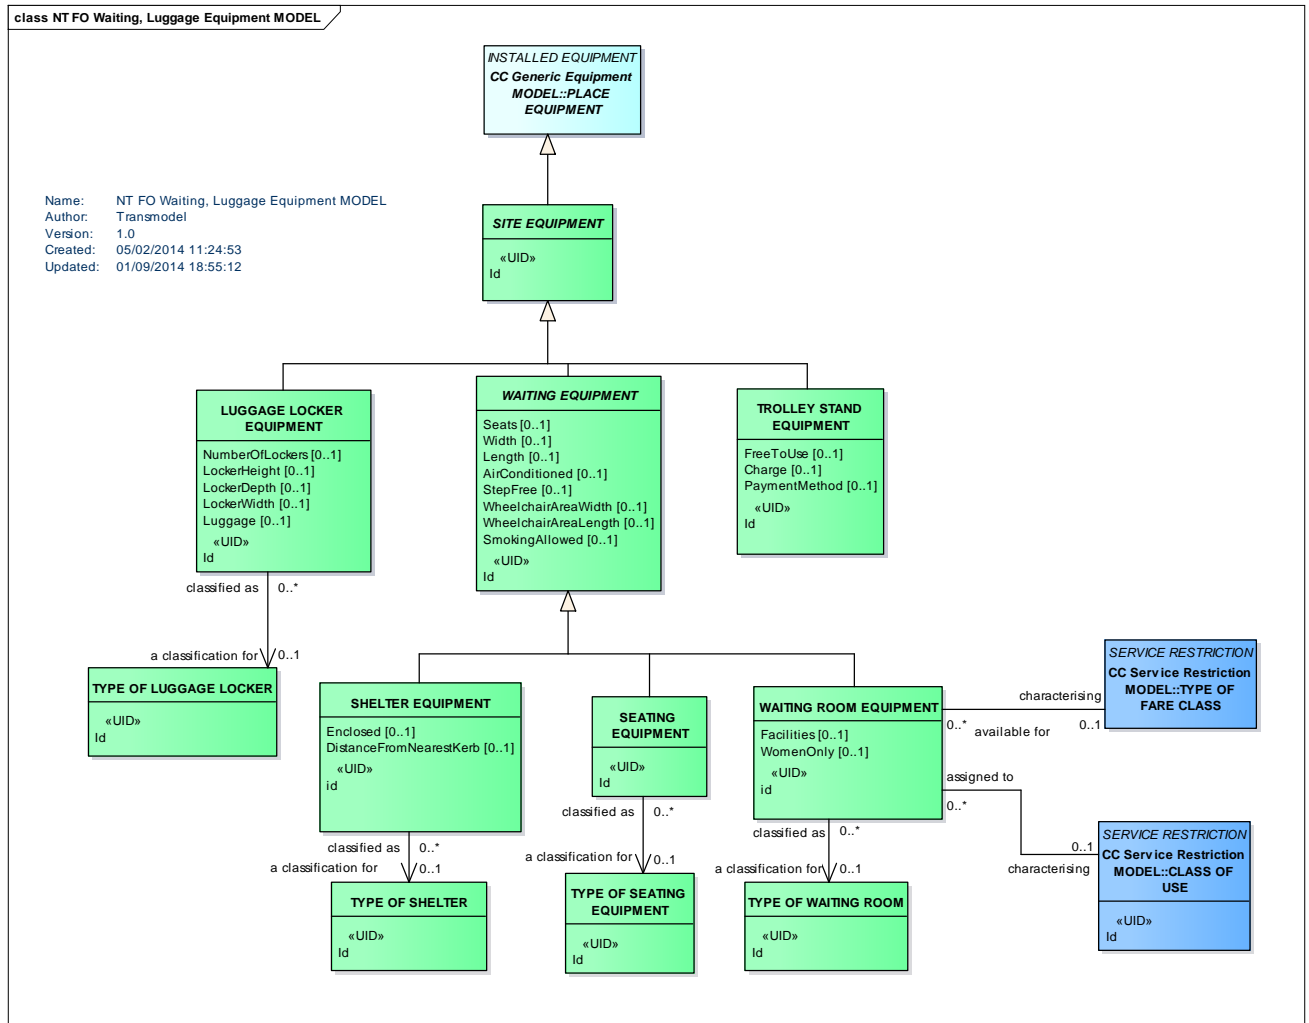 class NT FO Waiting, Luggage Equipment MODEL
INSTALLED EQUIPMENT
CC Generic Equipment
MODEL::PLACE
EQUIPMENT
Name: NT FO Waiting, Luggage Equipment MODEL
Author: Transmodel
Version: 1.0
Created: 05/02/2014 11:24:53
Updated: 01/09/2014 18:55:12
SITE EQUIPMENT
«UID»
Id
LUGGAGE LOCKER
EQUIPMENT
NumberOfLockers [0..1]
LockerHeight [0..1]
LockerDepth [0..1]
LockerWidth [0..1]
Luggage [0..1]
«UID»
Id
WAITING EQUIPMENT
Seats [0..1]
Width [0..1]
Length [0..1]
AirConditioned [0..1]
StepFree [0..1]
WheelchairAreaWidth [0..1]
WheelchairAreaLength [0..1]
SmokingAllowed [0..1]
«UID»
Id
TROLLEY STAND
EQUIPMENT
FreeToUse [0..1]
Charge [0..1]
PaymentMethod [0..1]
«UID»
Id
classified as 0..*
a classification for 0..1
TYPE OF LUGGAGE LOCKER
«UID»
Id
SHELTER EQUIPMENT
Enclosed [0..1]
DistanceFromNearestKerb [0..1]
«UID»
id
SEATING
EQUIPMENT
«UID»
Id
WAITING ROOM EQUIPMENT
Facilities [0..1]
WomenOnly [0..1]
«UID»
id
SERVICE RESTRICTION
CC Service Restriction
MODEL::TYPE OF
FARE CLASS
characterising
0..* available for 0..1
assigned to
0..*
0..1
characterising
SERVICE RESTRICTION
CC Service Restriction
MODEL::CLASS OF
USE
«UID»
Id
classified as 0..*
a classification for 0..1
classified as 0..*
a classification for 0..1
classified as 0..*
a classification for 0..1
TYPE OF SHELTER
«UID»
Id
TYPE OF SEATING
EQUIPMENT
«UID»
Id
TYPE OF WAITING ROOM
«UID»
Id